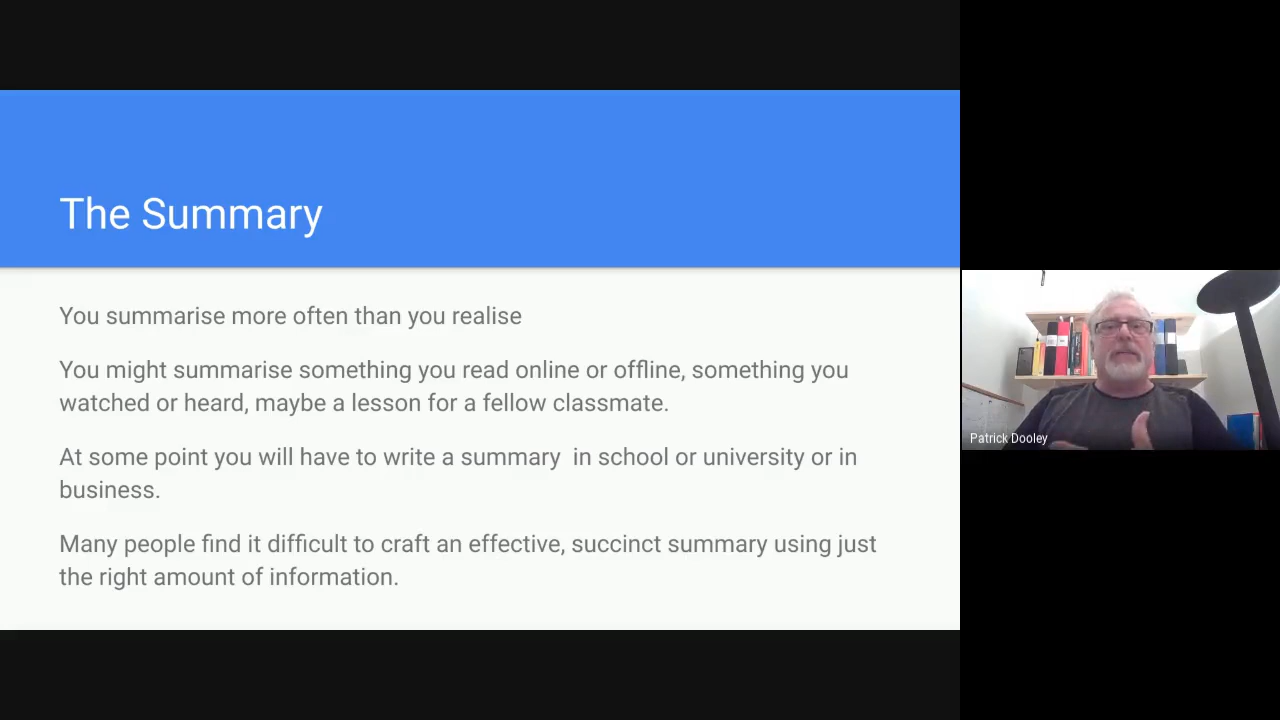 The Summary
You summarise more often than you realise
You might summarise something you read online or offline, something you
watched or heard, maybe a lesson for a fellow classmate.
At some point you will have to write a summary  in school or university or in
business.
Many people find it difficult to craft an effective, succinct summary using just
the right amount of information.
Patrick Dooley